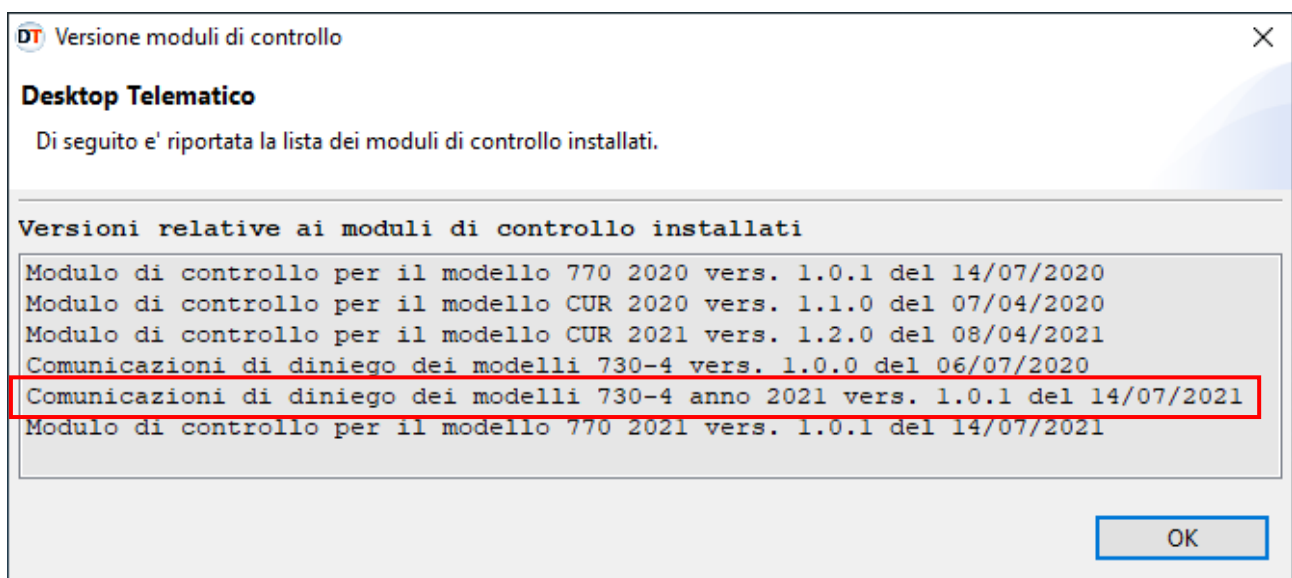 DT Versione moduli di controllo
Desktop Telematico
Di seguito e' riportata la lista dei moduli di controllo installati.
Versioni relative ai moduli di controllo installati
Modulo di controllo per il modello 770 2020 vers. 1.0.1 del 14/07/2020
Modulo di controllo per il modello CUR 2020 vers. 1.1.0 del 07/04/2020
Modulo di controllo per il modello CUR 2021 vers. 1.2.0 del 08/04/2021
Comunicazioni di diniego dei modelli 730-4 vers. 1.0.0 del 06/07/2020
Comunicazioni di diniego dei modelli 730-4 anno 2021 vers. 1.0.1 del 14/07/2021
Modulo di controllo per il modello 770 2021 vers. 1.0.1 del 14/07/2021
OK